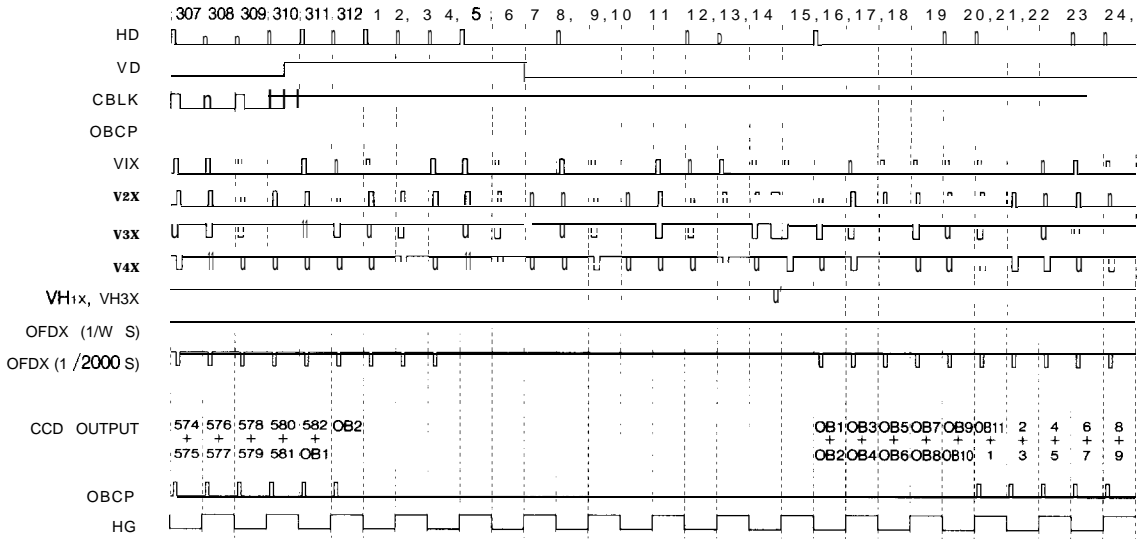 307 308 309 310, 311, 312 1 2, 3 4, 5 6 7 8, 9,10 11 12,13,14 15,16,17,18 19 20,21,22 23 24,
HD
VD
CBLK
OBCP
VIX
V2X
V3X
V4X
VH1x, VH3X
OFDX (1/W S)
OFDX (1 /2000 S)
CCD OUTPUT
574 576 578 580 582 OB2 OB1 OB3 OB5 OB7 OB9 OB11 2 4 6 8
+ + + + + + + + + + + + + + +
575 577 579 581 OB1 OB2 OB4 OB6 OB8 OB10 1 3 5 7 9
OBCP
HG